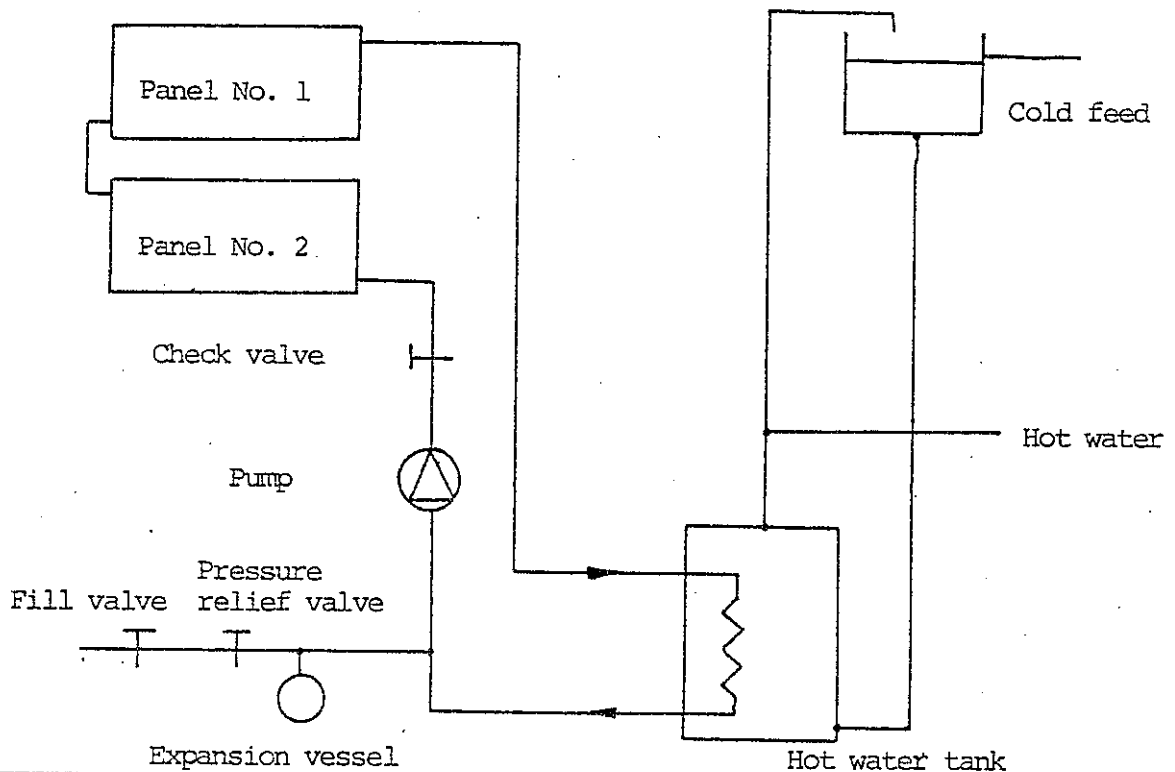 Panel No. 1
Cold feed
Panel No. 2
Check valve
Hot water
Pump
Pressure
Fill valve relief valve
Expansion vessel
Hot water tank